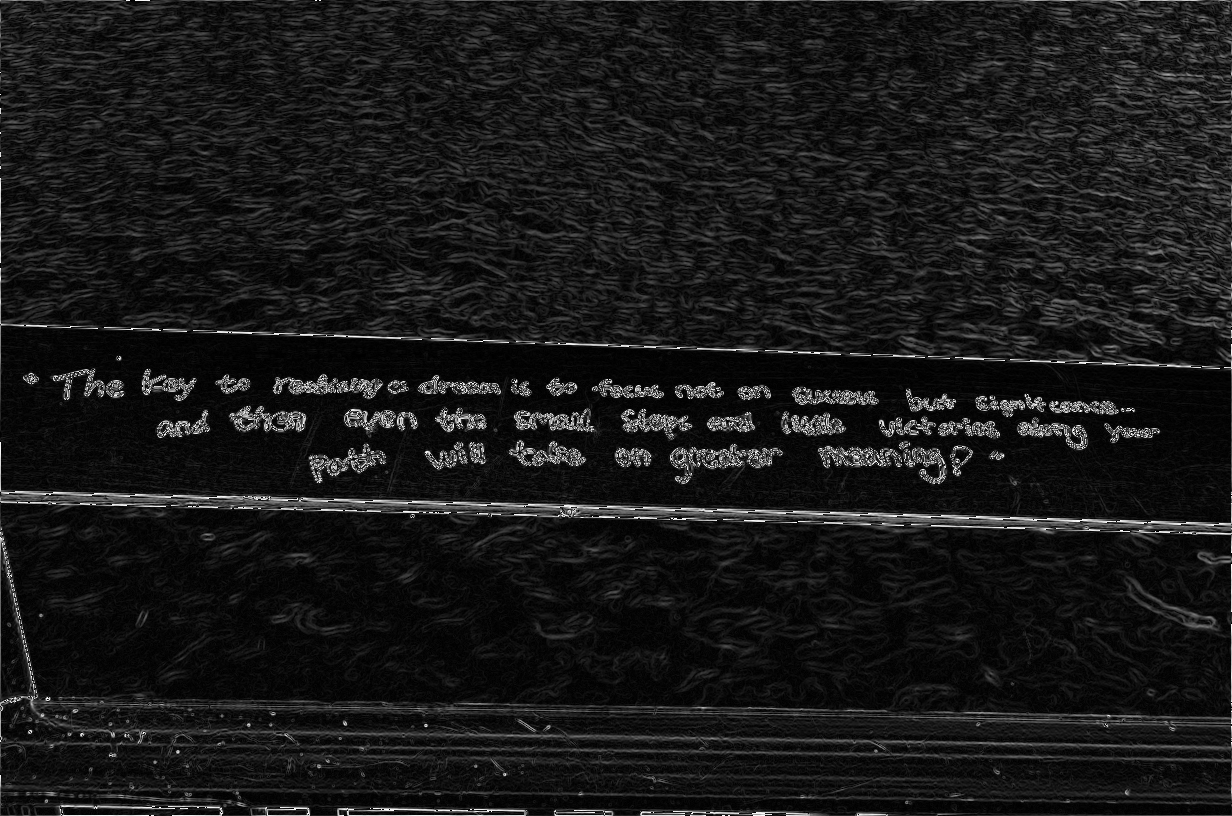 "The key to realizing a dream is to focus not on success but significance...
and then even the small steps and little victories along your
path will take on greater meaning"